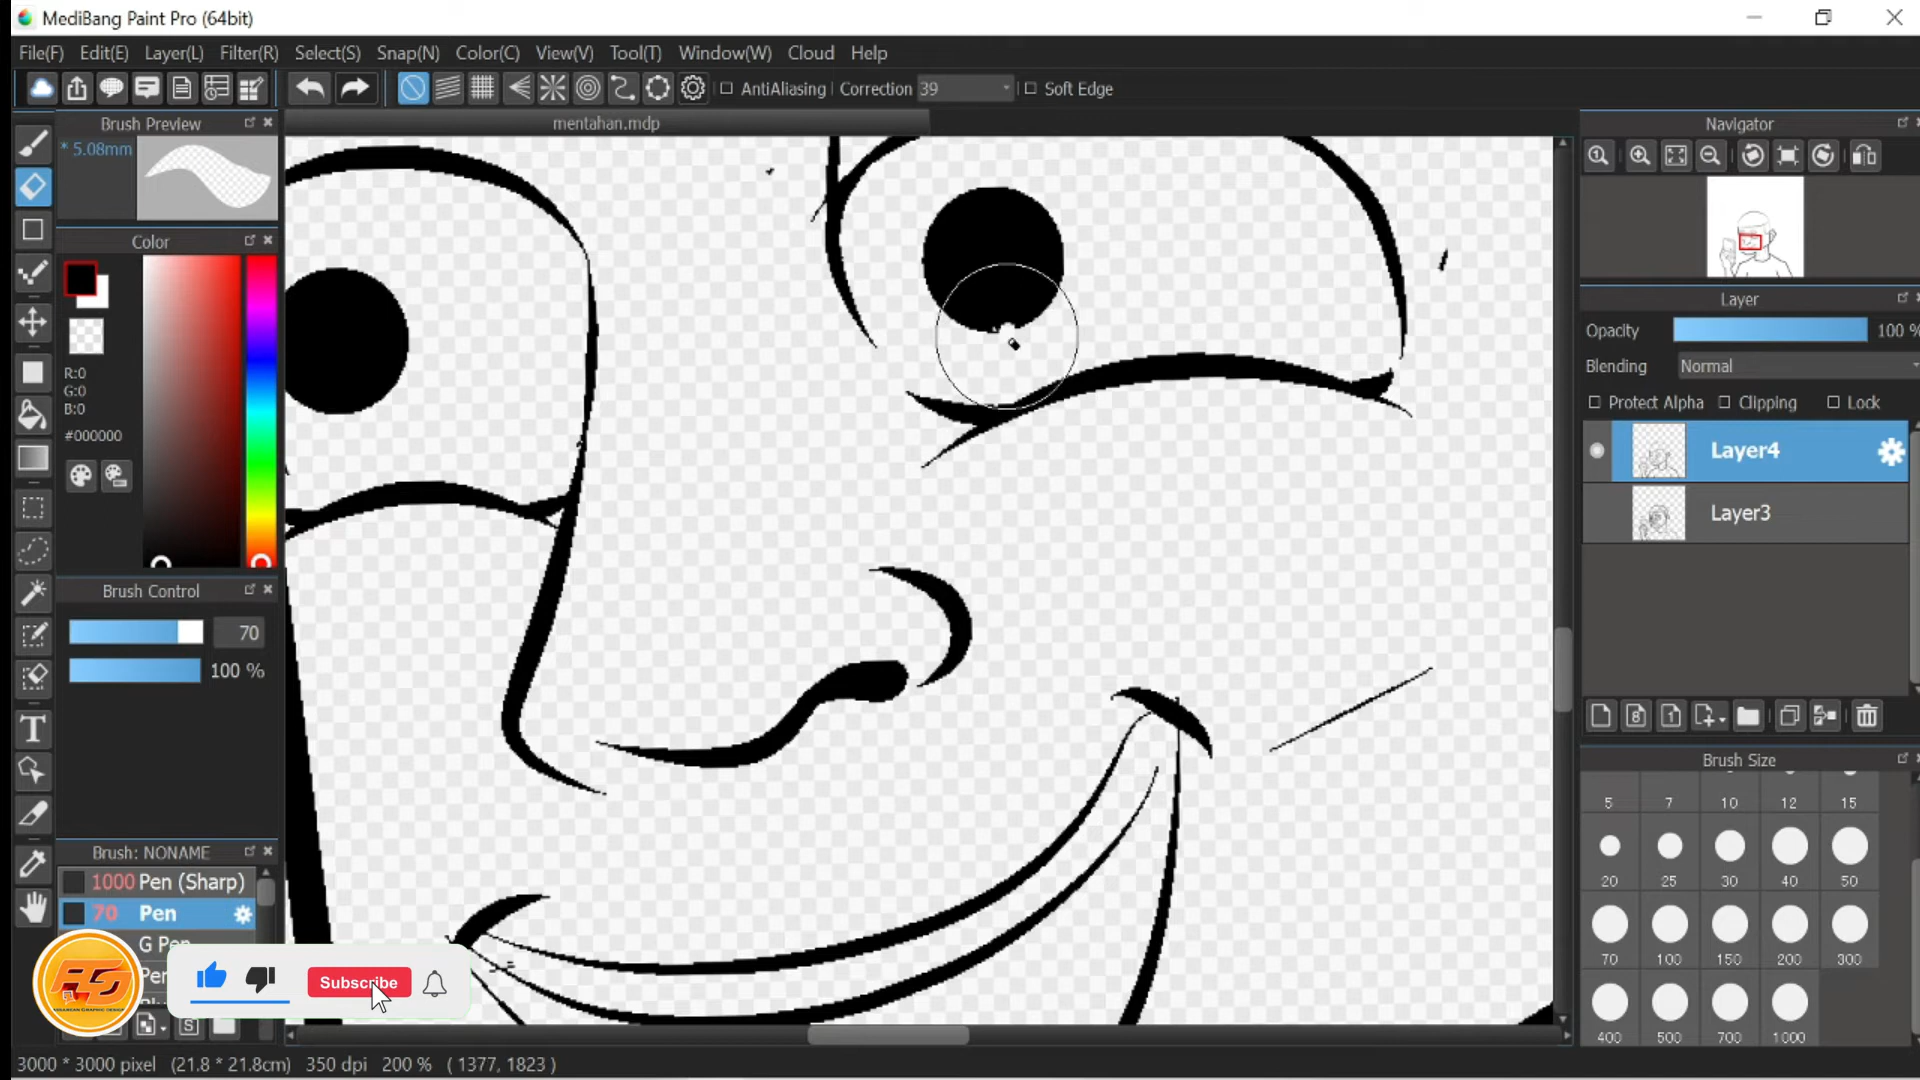 MediBang Paint Pro (64bit)
File(F) Edit(E) Layer(L) Filter(R) Select(S) Snap(N) Color(C) View(V) Tool(T) Window(W) Cloud Help
AntiAliasing Correction 39 Soft Edge
Brush Preview
* 5.08mm
mentahan.mdp
Navigator
Color
R:0
G:0
B:0
#000000
Layer
Opacity 100 %
Blending Normal
Protect Alpha Clipping Lock
Layer4
Layer3
Brush Control
70
100 %
Brush Size
5 7 10 12 15
20 25 30 40 50
70 100 150 200 300
400 500 700 1000
Brush: NONAME
1000 Pen (Sharp)
70 Pen
G Pen
Subscribe
3000 * 3000 pixel (21.8 * 21.8cm) 350 dpi 200 % ( 1377, 1823 )